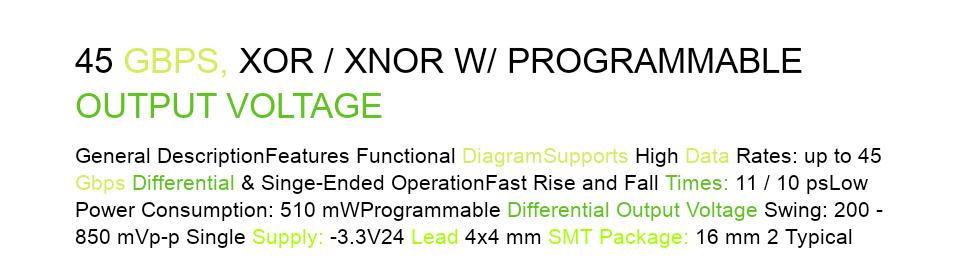 45 GBPS, XOR / XNOR W/ PROGRAMMABLE
OUTPUT VOLTAGE
General DescriptionFeatures Functional DiagramSupports High Data Rates: up to 45
Gbps Differential & Singe-Ended OperationFast Rise and Fall Times: 11 / 10 psLow
Power Consumption: 510 mWProgrammable Differential Output Voltage Swing: 200 -
850 mVp-p Single Supply: -3.3V24 Lead 4x4 mm SMT Package: 16 mm 2 Typical